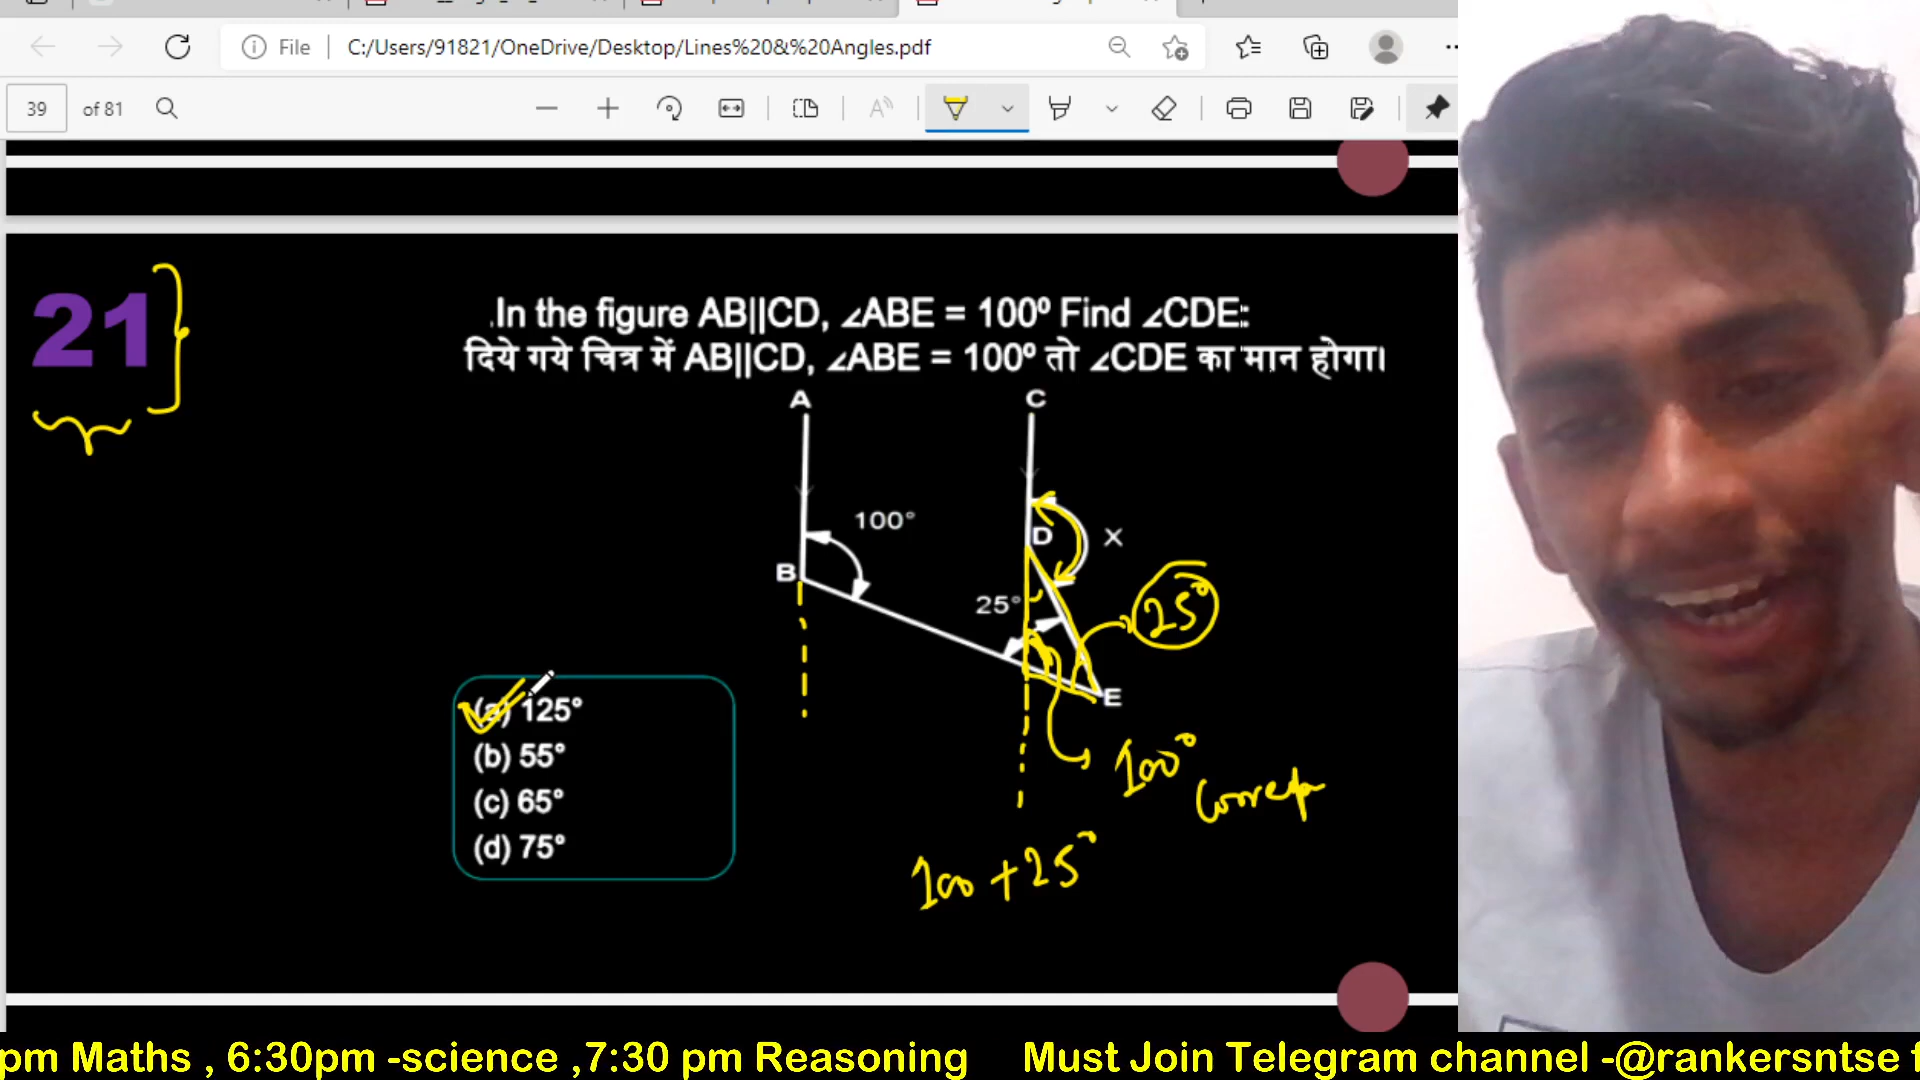 File C:/Users/91821/OneDrive/Desktop/Lines%20&%20Angles.pdf
39 of 81
21
.In the figure AB||CD, ∠ABE = 100º Find ∠CDE:
दिये गये चित्र में AB||CD, ∠ABE = 100º तो ∠CDE का मान होगा।
A C
100°
D X
B
25° 25°
E
(a) 125°
(b) 55°
(c) 65°
(d) 75°
100°
100 + 25°
pm Maths , 6:30pm -science ,7:30 pm Reasoning Must Join Telegram channel -@rankersntse f